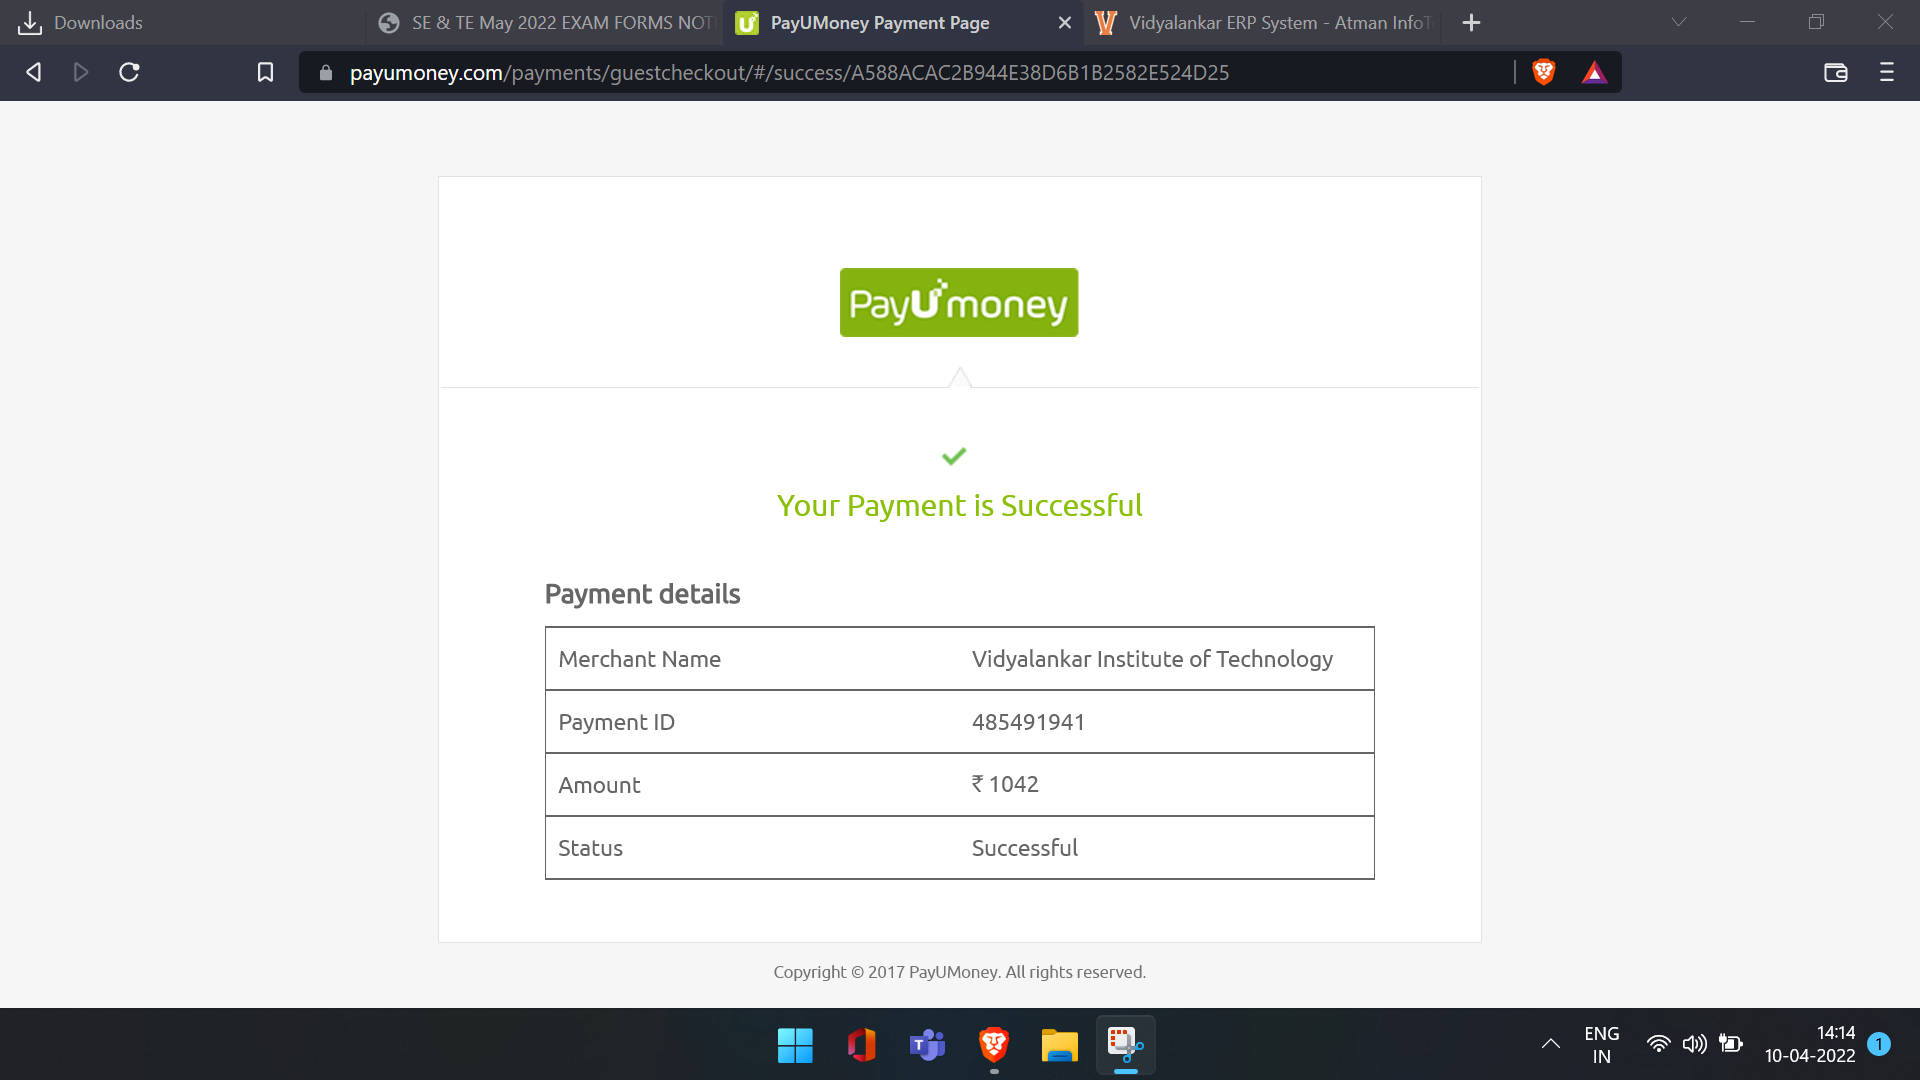 Downloads
SE & TE May 2022 EXAM FORMS NOT
PayUMoney Payment Page
Vidyalankar ERP System - Atman InfoT
payumoney.com/payments/guestcheckout/#/success/A588ACAC2B944E38D6B1B2582E524D25
PayUmoney
Your Payment is Successful
Payment details
Merchant Name Vidyalankar Institute of Technology
Payment ID 485491941
Amount ₹ 1042
Status Successful
Copyright © 2017 PayUMoney. All rights reserved.
ENG
IN
14:14
10-04-2022
1